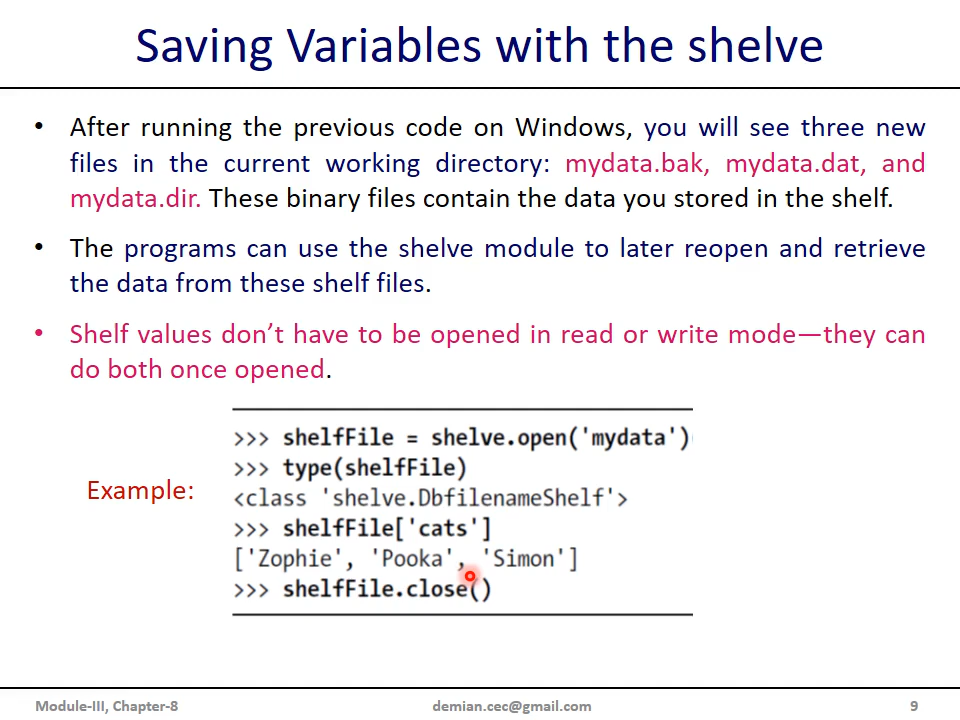 Saving Variables with the shelve
• After running the previous code on Windows, you will see three new
files in the current working directory: mydata.bak, mydata.dat, and
mydata.dir. These binary files contain the data you stored in the shelf.
• The programs can use the shelve module to later reopen and retrieve
the data from these shelf files.
• Shelf values don’t have to be opened in read or write mode—they can
do both once opened.
Example:
>>> shelfFile = shelve.open('mydata')
>>> type(shelfFile)
<class 'shelve.DbfilenameShelf'>
>>> shelfFile['cats']
['Zophie', 'Pooka', 'Simon']
>>> shelfFile.close()
Module-III, Chapter-8
demian.cec@gmail.com
9